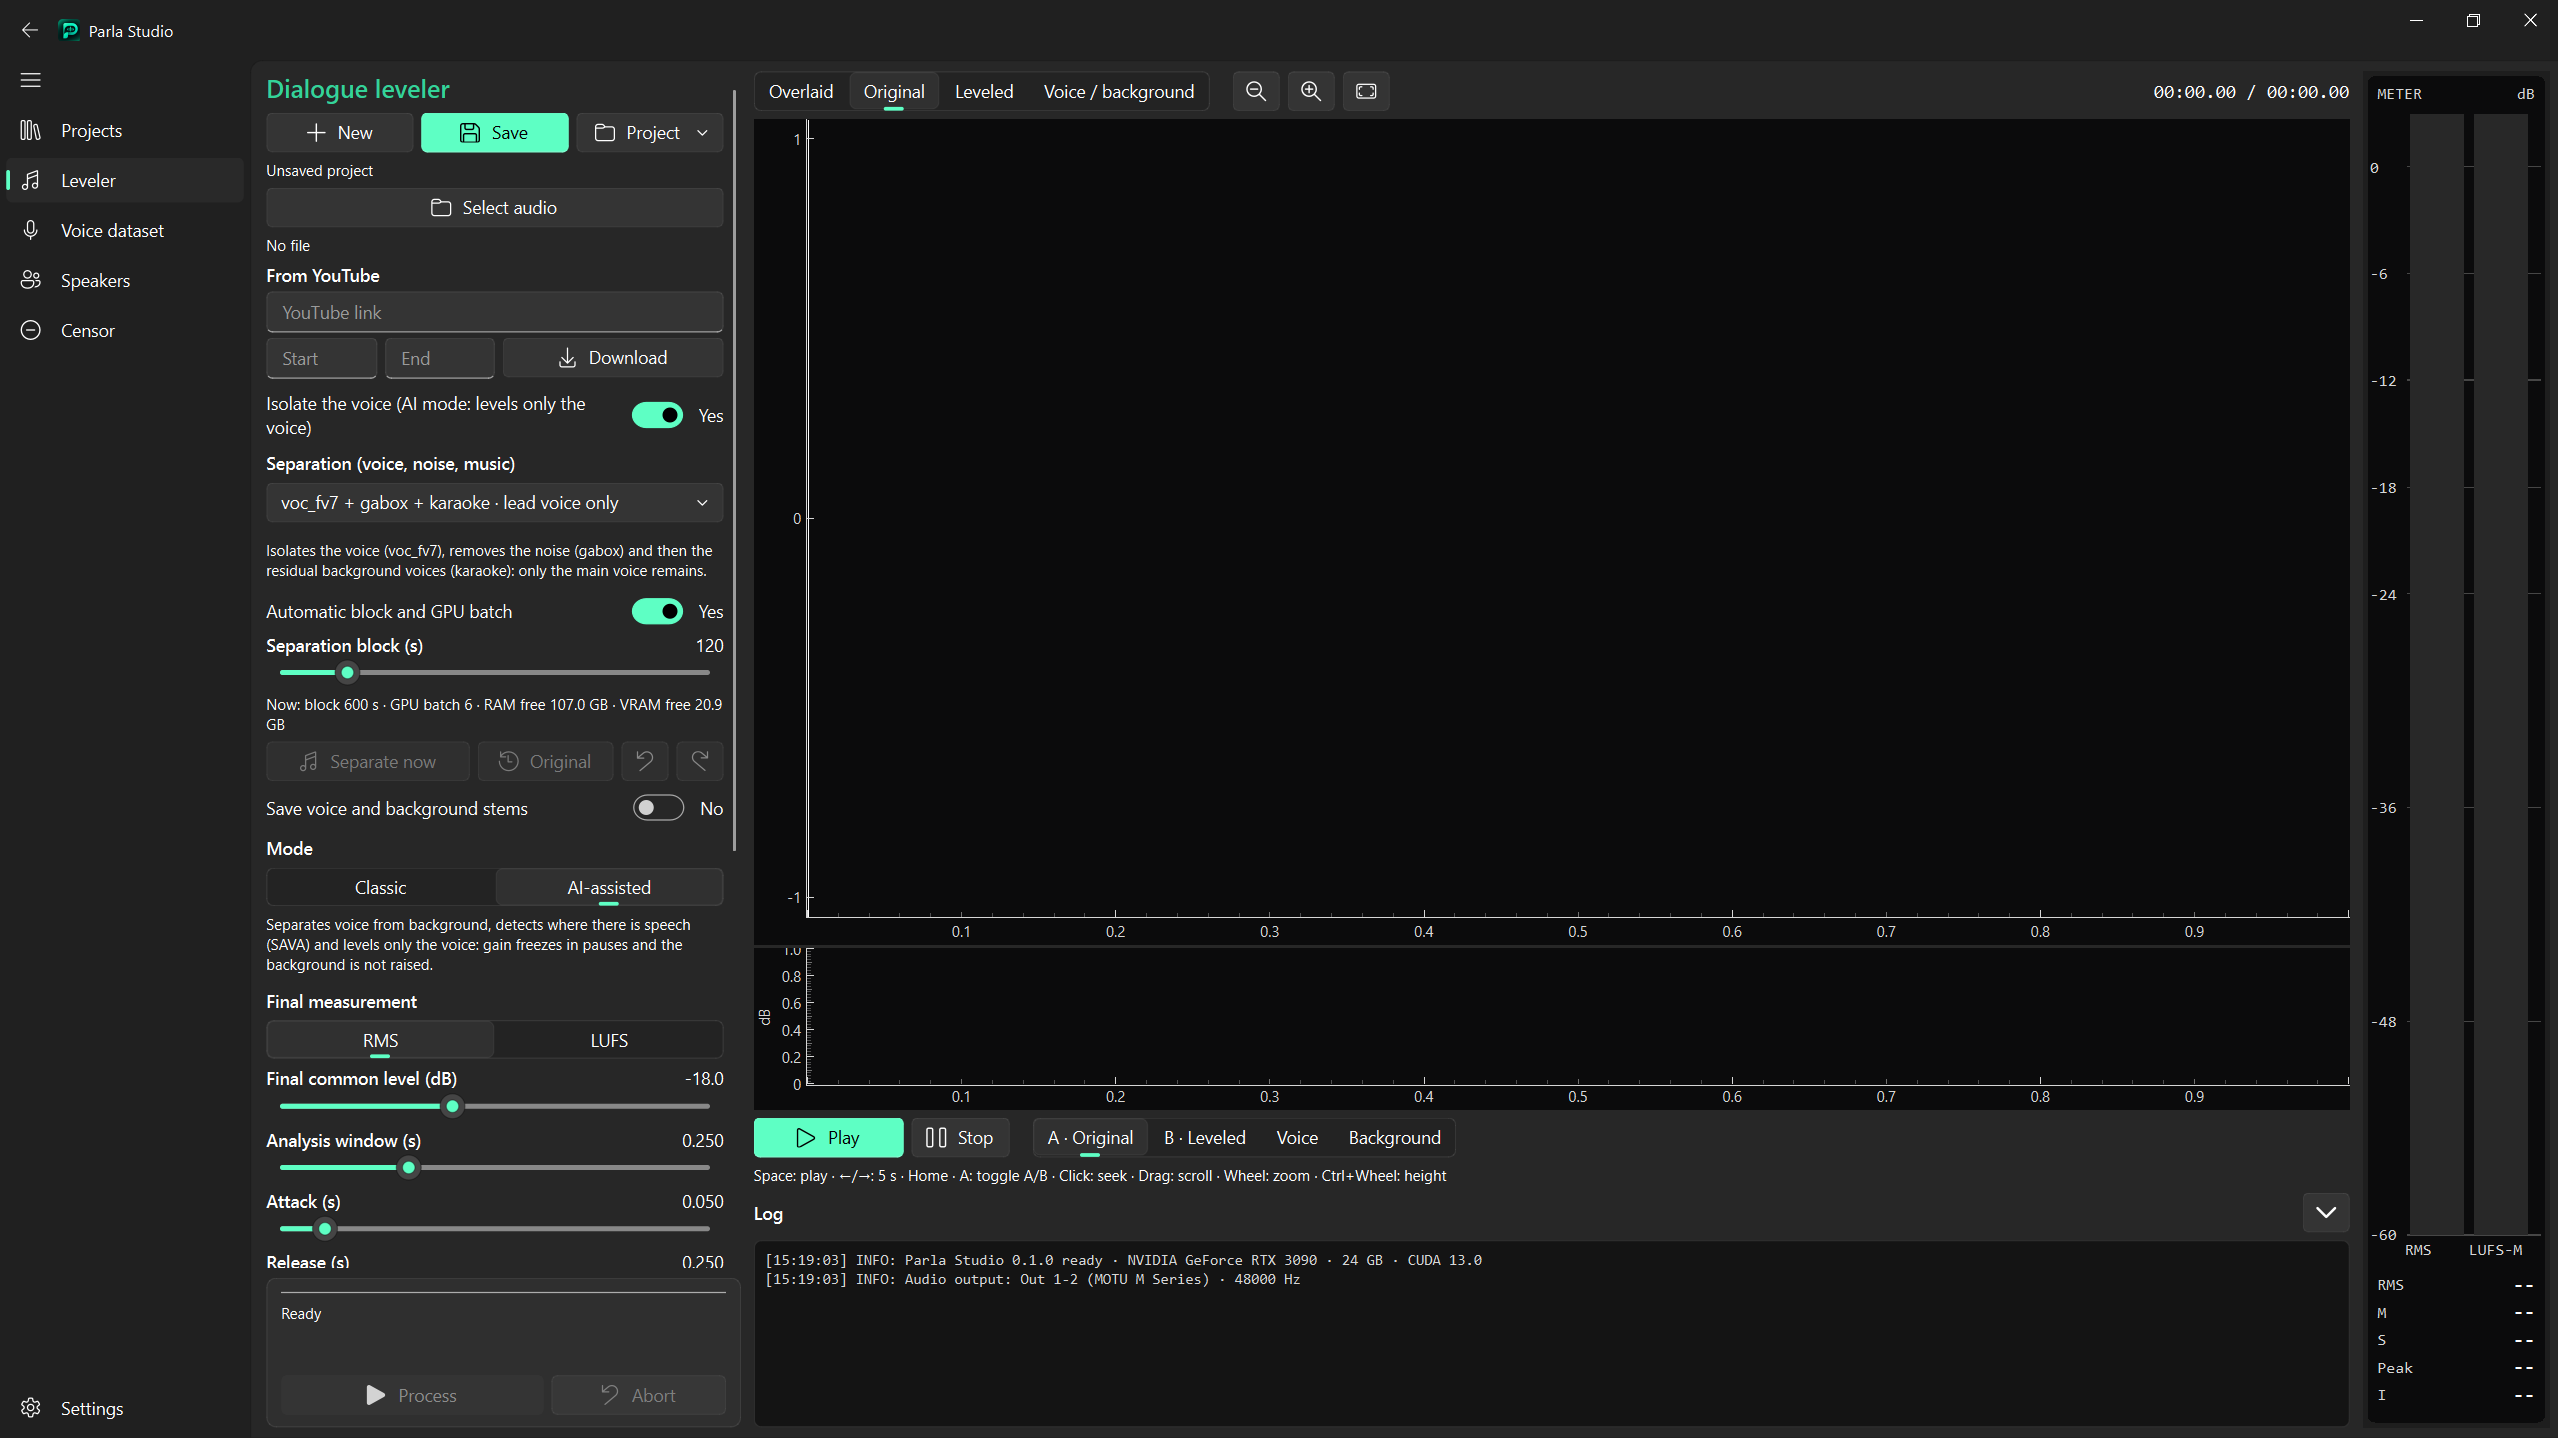 Parla Studio
Projects
Leveler
Voice dataset
Speakers
Censor
Settings
Dialogue leveler
New
Save
Project
Unsaved project
Select audio
No file
From YouTube
YouTube link
Start
End
Download
Isolate the voice (AI mode: levels only the
voice)
Yes
Separation (voice, noise, music)
voc_fv7 + gabox + karaoke · lead voice only
Isolates the voice (voc_fv7), removes the noise (gabox) and then the
residual background voices (karaoke): only the main voice remains.
Automatic block and GPU batch
Yes
Separation block (s)
120
Now: block 600 s · GPU batch 6 · RAM free 107.0 GB · VRAM free 20.9
GB
Separate now
Original
Save voice and background stems
No
Mode
Classic
AI-assisted
Separates voice from background, detects where there is speech
(SAVA) and levels only the voice: gain freezes in pauses and the
background is not raised.
Final measurement
RMS
LUFS
Final common level (dB)
-18.0
Analysis window (s)
0.250
Attack (s)
0.050
Release (s)
0.250
Ready
Process
Abort
Overlaid
Original
Leveled
Voice / background
00:00.00 / 00:00.00
1
0
-1
0.1
0.2
0.3
0.4
0.5
0.6
0.7
0.8
0.9
dB
1.0
0.8
0.6
0.4
0.2
0
0.1
0.2
0.3
0.4
0.5
0.6
0.7
0.8
0.9
Play
Stop
A · Original
B · Leveled
Voice
Background
Space: play · ←/→: 5 s · Home · A: toggle A/B · Click: seek · Drag: scroll · Wheel: zoom · Ctrl+Wheel: height
Log
[15:19:03] INFO: Parla Studio 0.1.0 ready · NVIDIA GeForce RTX 3090 · 24 GB · CUDA 13.0
[15:19:03] INFO: Audio output: Out 1-2 (MOTU M Series) · 48000 Hz
METER
dB
0
-6
-12
-18
-24
-36
-48
-60
RMS
LUFS-M
RMS --
M --
S --
Peak --
I --